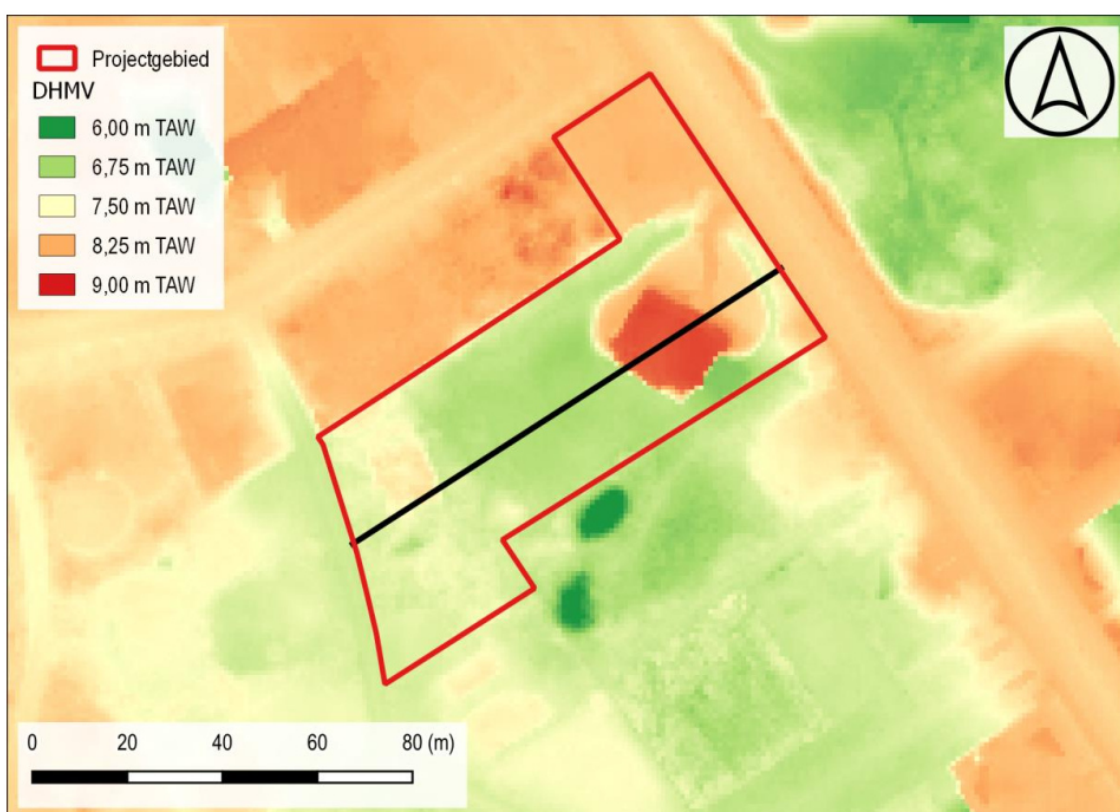 Projectgebied
DHMV
6,00 m TAW
6,75 m TAW
7,50 m TAW
8,25 m TAW
9,00 m TAW
0 20 40 60 80 (m)